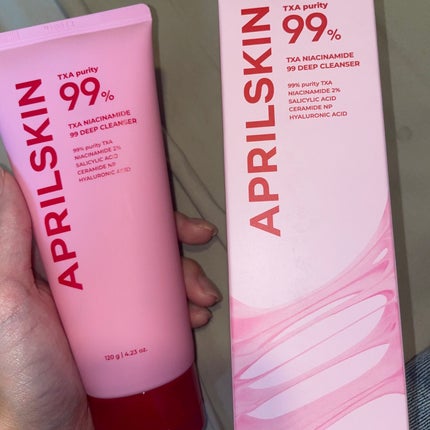 APRILSKIN
TXA purity
99%
TXA NIACINAMIDE
99 DEEP CLEANSER
99% purity TXA
NIACINAMIDE 2%
SALICYLIC ACID
CERAMIDE NP
HYALURONIC ACID
120 g | 4.23 oz.
APRILSKIN
TXA purity
99%
TXA NIACINAMIDE
99 DEEP CLEANSER
99% purity TXA
NIACINAMIDE 2%
SALICYLIC ACID
CERAMIDE NP
HYALURONIC ACID